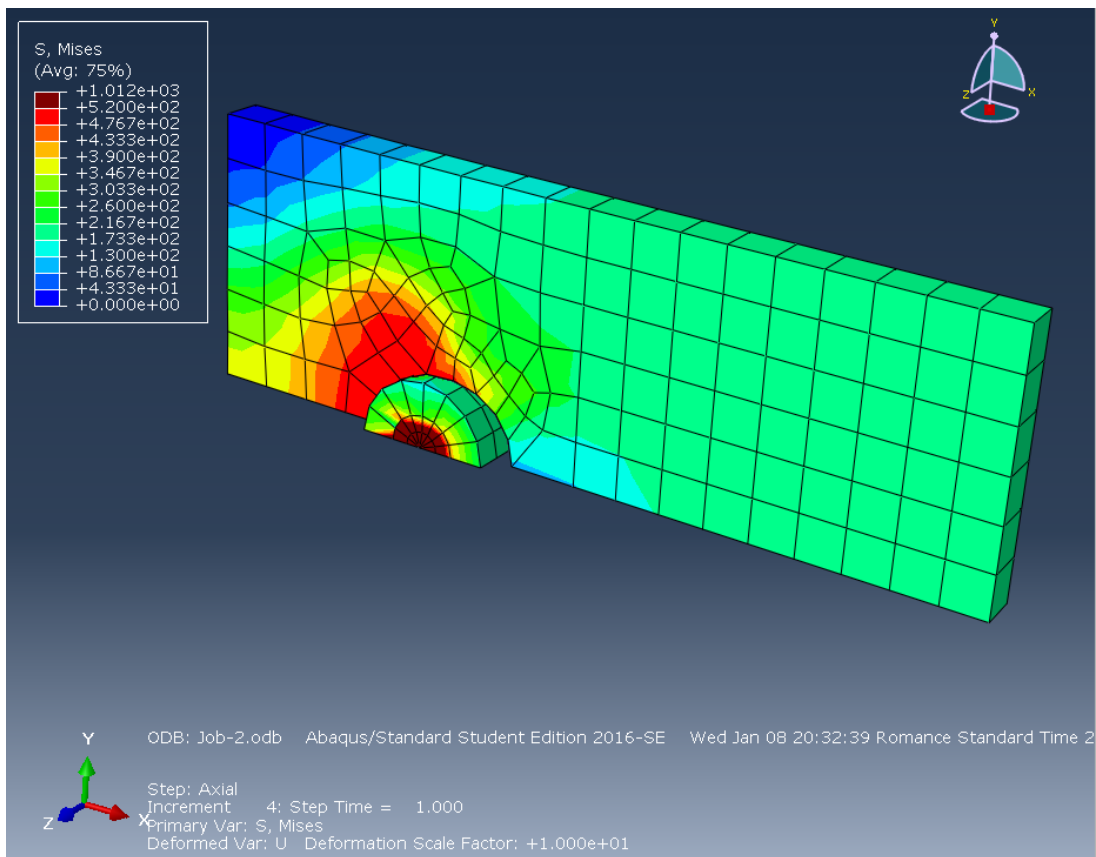 S, Mises
(Avg: 75%)
+1.012e+03
+5.200e+02
+4.767e+02
+4.333e+02
+3.900e+02
+3.467e+02
+3.033e+02
+2.600e+02
+2.167e+02
+1.733e+02
+1.300e+02
+8.667e+01
+4.333e+01
+0.000e+00
Y
Z
X
Y
Z
X
ODB: Job-2.odb Abaqus/Standard Student Edition 2016-SE Wed Jan 08 20:32:39 Romance Standard Time 2
Step: Axial
Increment 4: Step Time = 1.000
Primary Var: S, Mises
Deformed Var: U Deformation Scale Factor: +1.000e+01